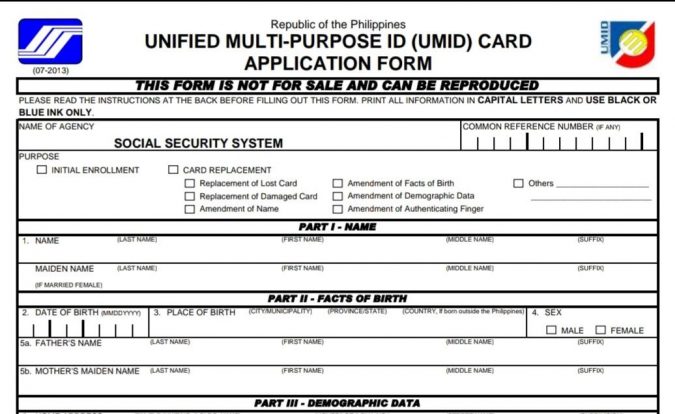 Republic of the Philippines
UNIFIED MULTI-PURPOSE ID (UMID) CARD
APPLICATION FORM
(07-2013)
UMID
THIS FORM IS NOT FOR SALE AND CAN BE REPRODUCED
PLEASE READ THE INSTRUCTIONS AT THE BACK BEFORE FILLING OUT THIS FORM. PRINT ALL INFORMATION IN CAPITAL LETTERS AND USE BLACK OR
BLUE INK ONLY.
NAME OF AGENCY COMMON REFERENCE NUMBER (IF ANY)
SOCIAL SECURITY SYSTEM
PURPOSE
INITIAL ENROLLMENT CARD REPLACEMENT
Replacement of Lost Card Amendment of Facts of Birth Others
Replacement of Damaged Card Amendment of Demographic Data
Amendment of Name Amendment of Authenticating Finger
PART I - NAME
1. NAME (LAST NAME) (FIRST NAME) (MIDDLE NAME) (SUFFIX)
MAIDEN NAME (LAST NAME) (FIRST NAME) (MIDDLE NAME) (SUFFIX)
(IF MARRIED FEMALE)
PART II - FACTS OF BIRTH
2. DATE OF BIRTH (MMDDYYYY) 3. PLACE OF BIRTH (CITY/MUNICIPALITY) (PROVINCE/STATE) (COUNTRY, If born outside the Philippines) 4. SEX
MALE FEMALE
5a. FATHER'S NAME (LAST NAME) (FIRST NAME) (MIDDLE NAME) (SUFFIX)
5b. MOTHER'S MAIDEN NAME (LAST NAME) (FIRST NAME) (MIDDLE NAME) (SUFFIX)
PART III - DEMOGRAPHIC DATA